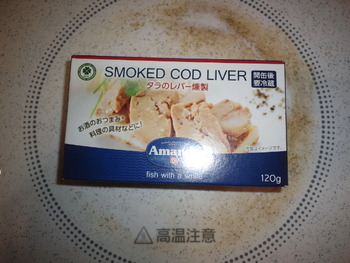 SMOKED COD LIVER
タラのレバー燻製
開缶後
要冷蔵
お酒のおつまみ、
料理の具材などに!
fish with a
120g
高温注意